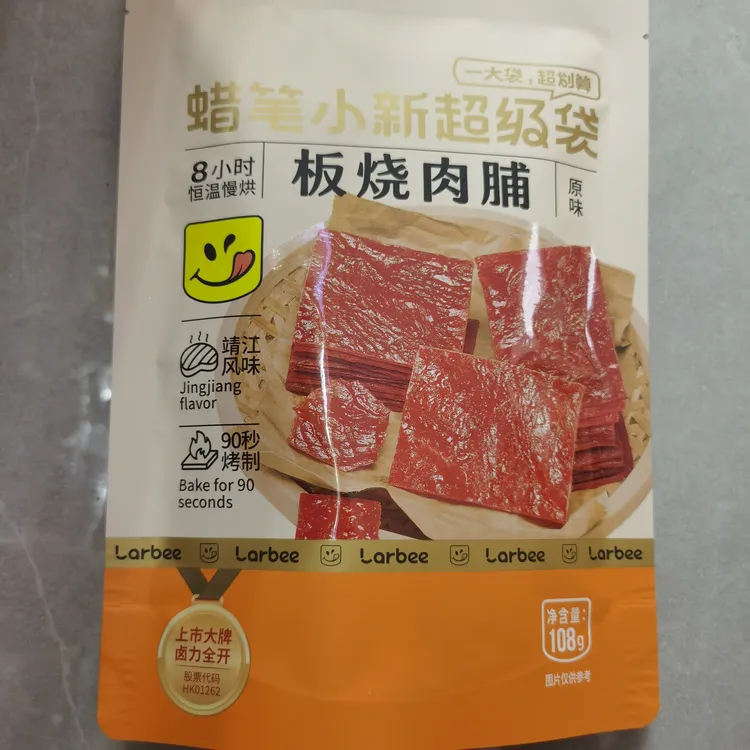 一大袋，超划算
蜡笔小新超级袋
8小时
恒温慢烘
板烧肉脯
原味
靖江
风味
Jingjiang
flavor
90秒
烤制
Bake for 90
seconds
Larbee Larbee Larbee Larbee Larbee
上市大牌
卤力全开
股票代码
HK01262
净含量:
108g
图片仅供参考